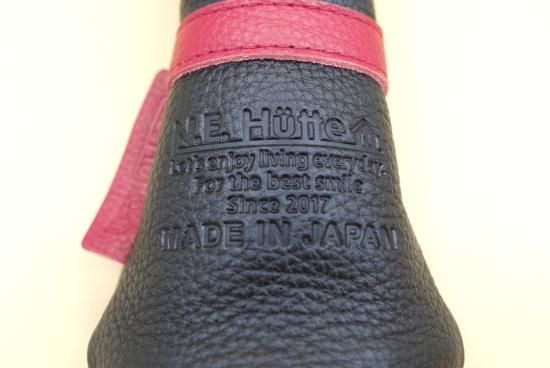 N.E. Hütte
Let's enjoy living everyday.
For the best smile
Since 2017
MADE IN JAPAN